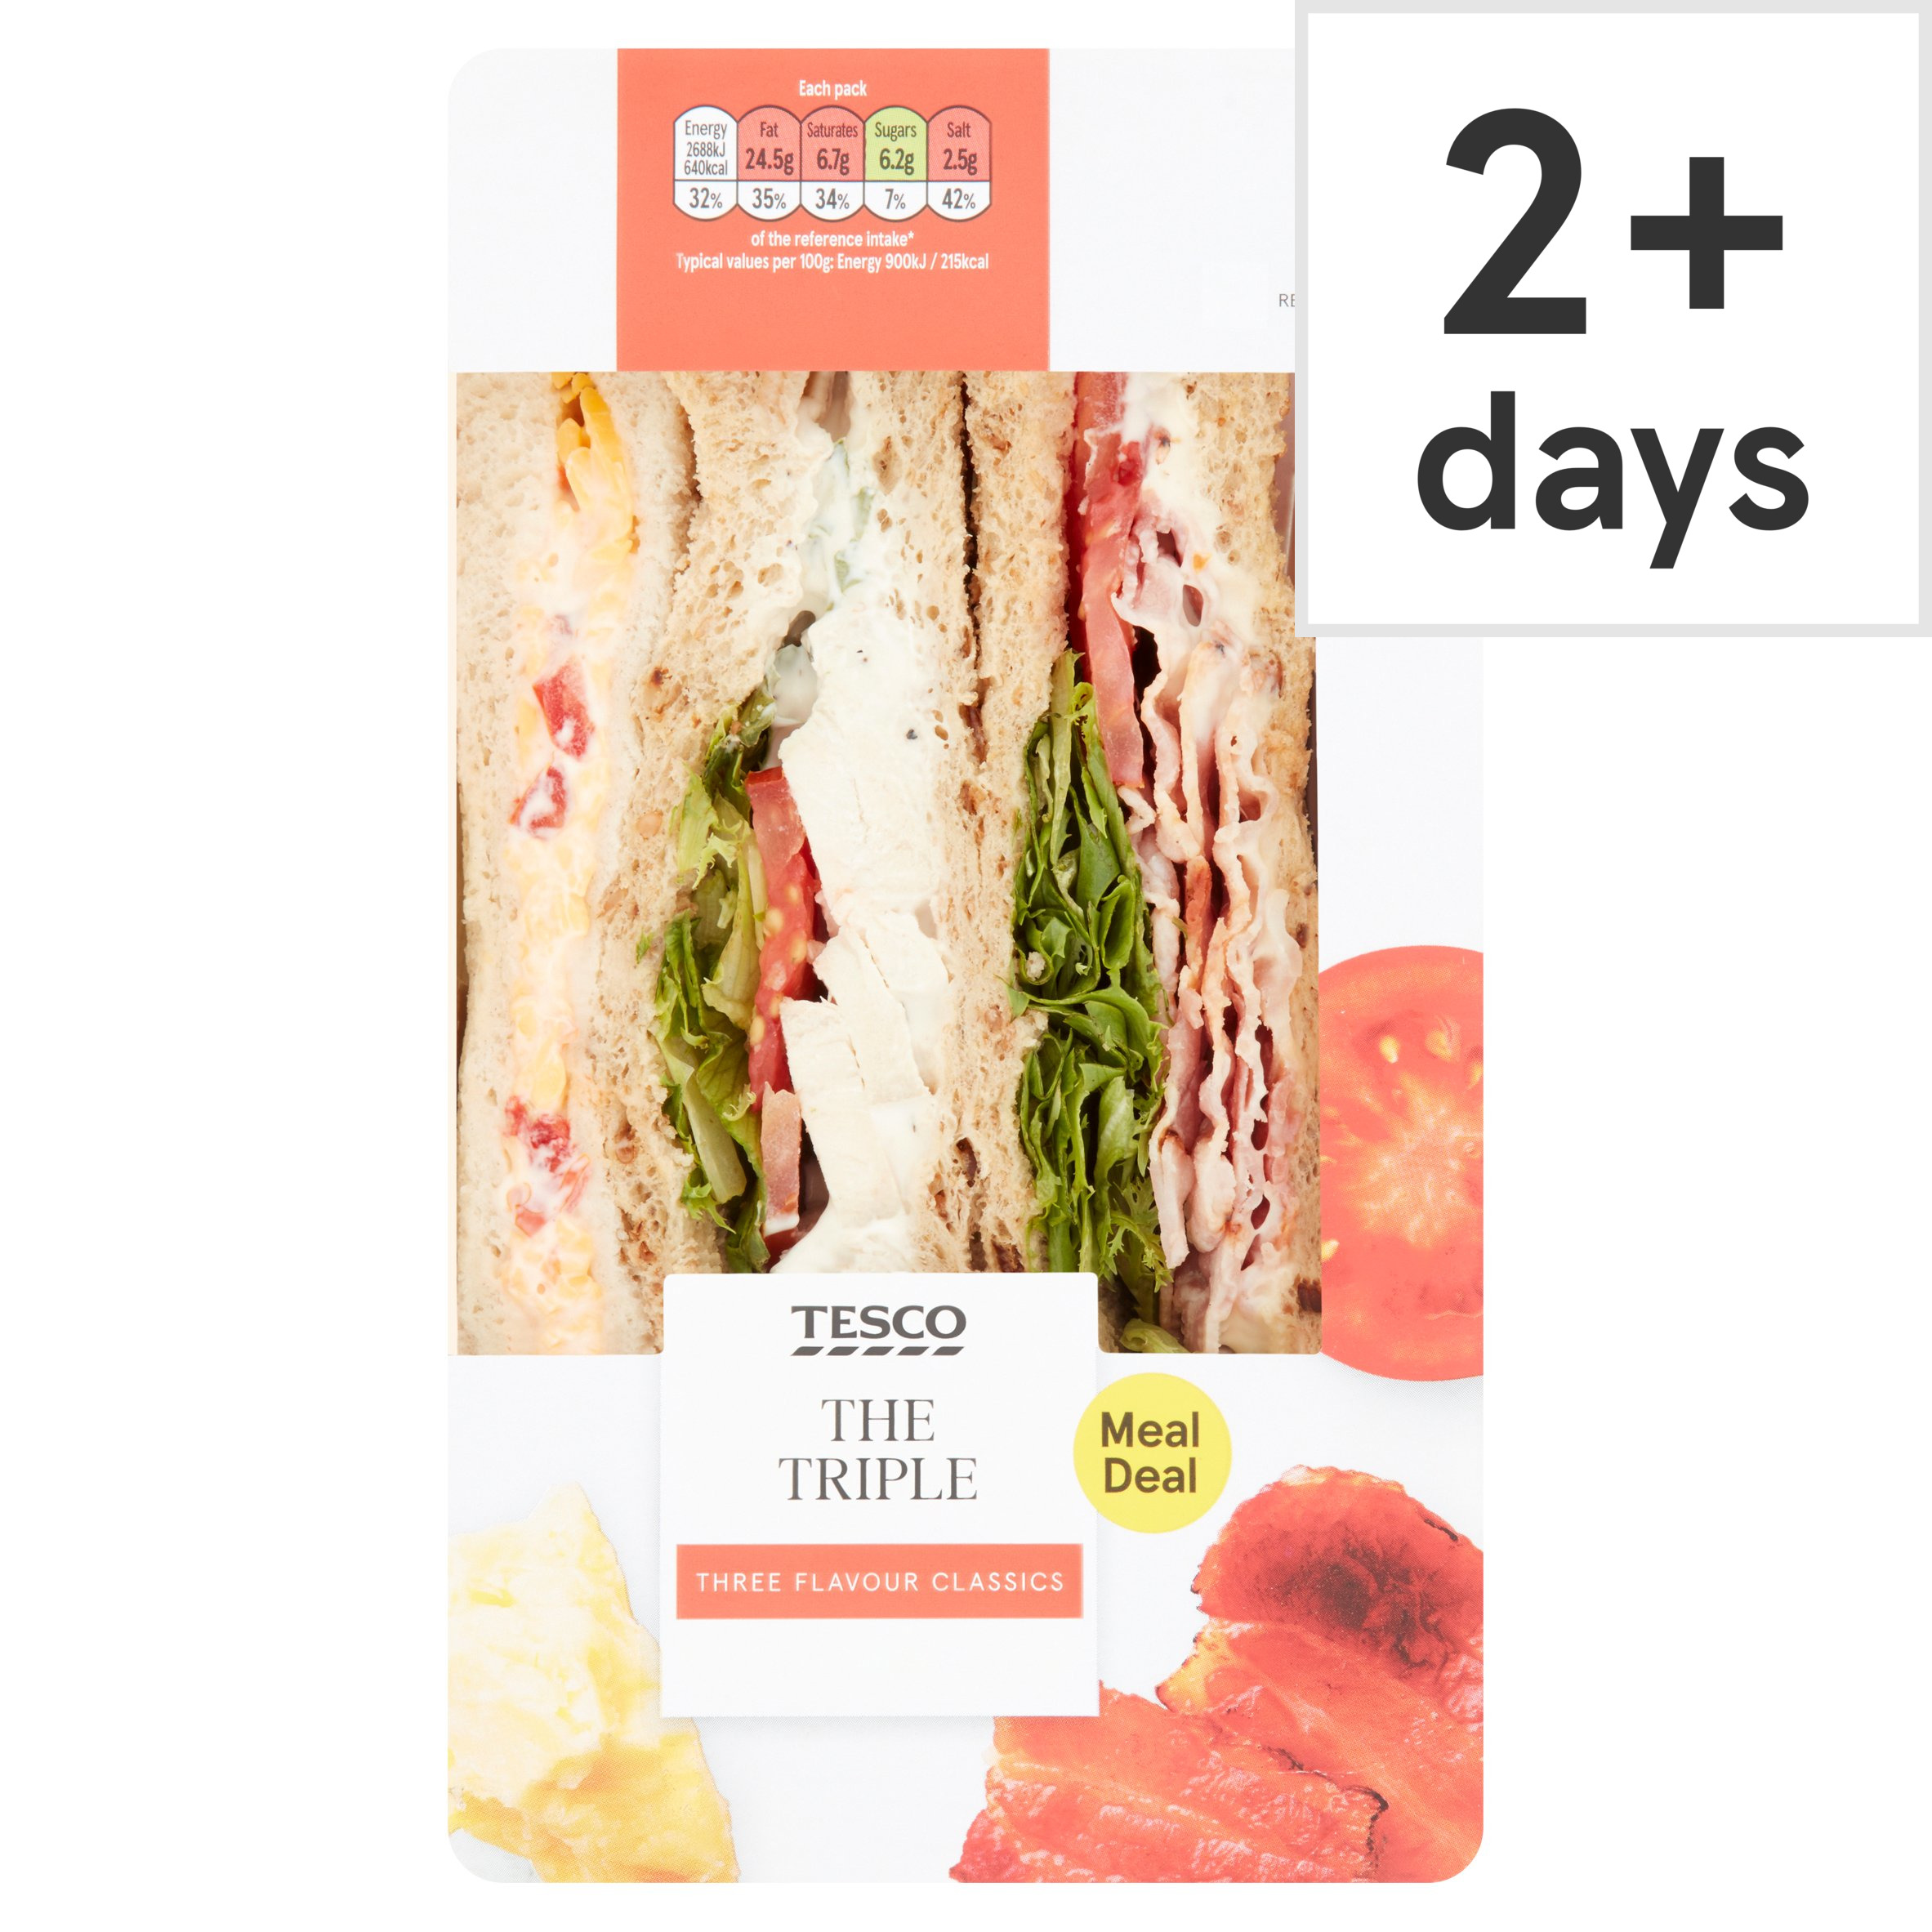 Each pack
Energy
2688kJ
640kcal
32%
Fat
24.5g
35%
Saturates
6.7g
34%
Sugars
6.2g
7%
Salt
2.5g
42%
of the reference intake*
Typical values per 100g: Energy 900kJ / 215kcal
RE
2+
days
TESCO
THE
TRIPLE
Meal
Deal
THREE FLAVOUR CLASSICS